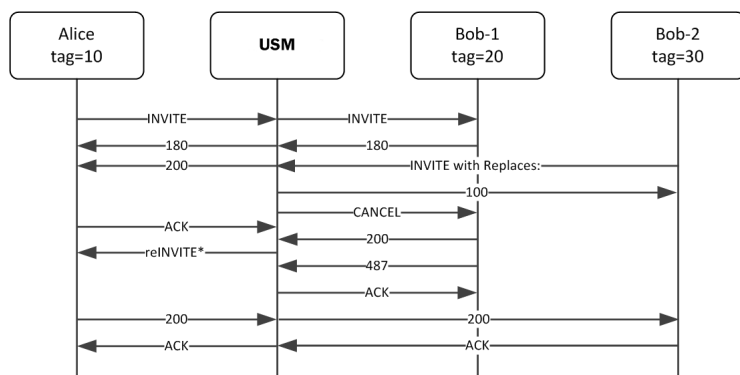 Alice
tag=10
USM
Bob-1
tag=20
Bob-2
tag=30
INVITE
INVITE
180
180
200
INVITE with Replaces:
100
CANCEL
ACK
200
reINVITE*
487
ACK
200
200
ACK
ACK